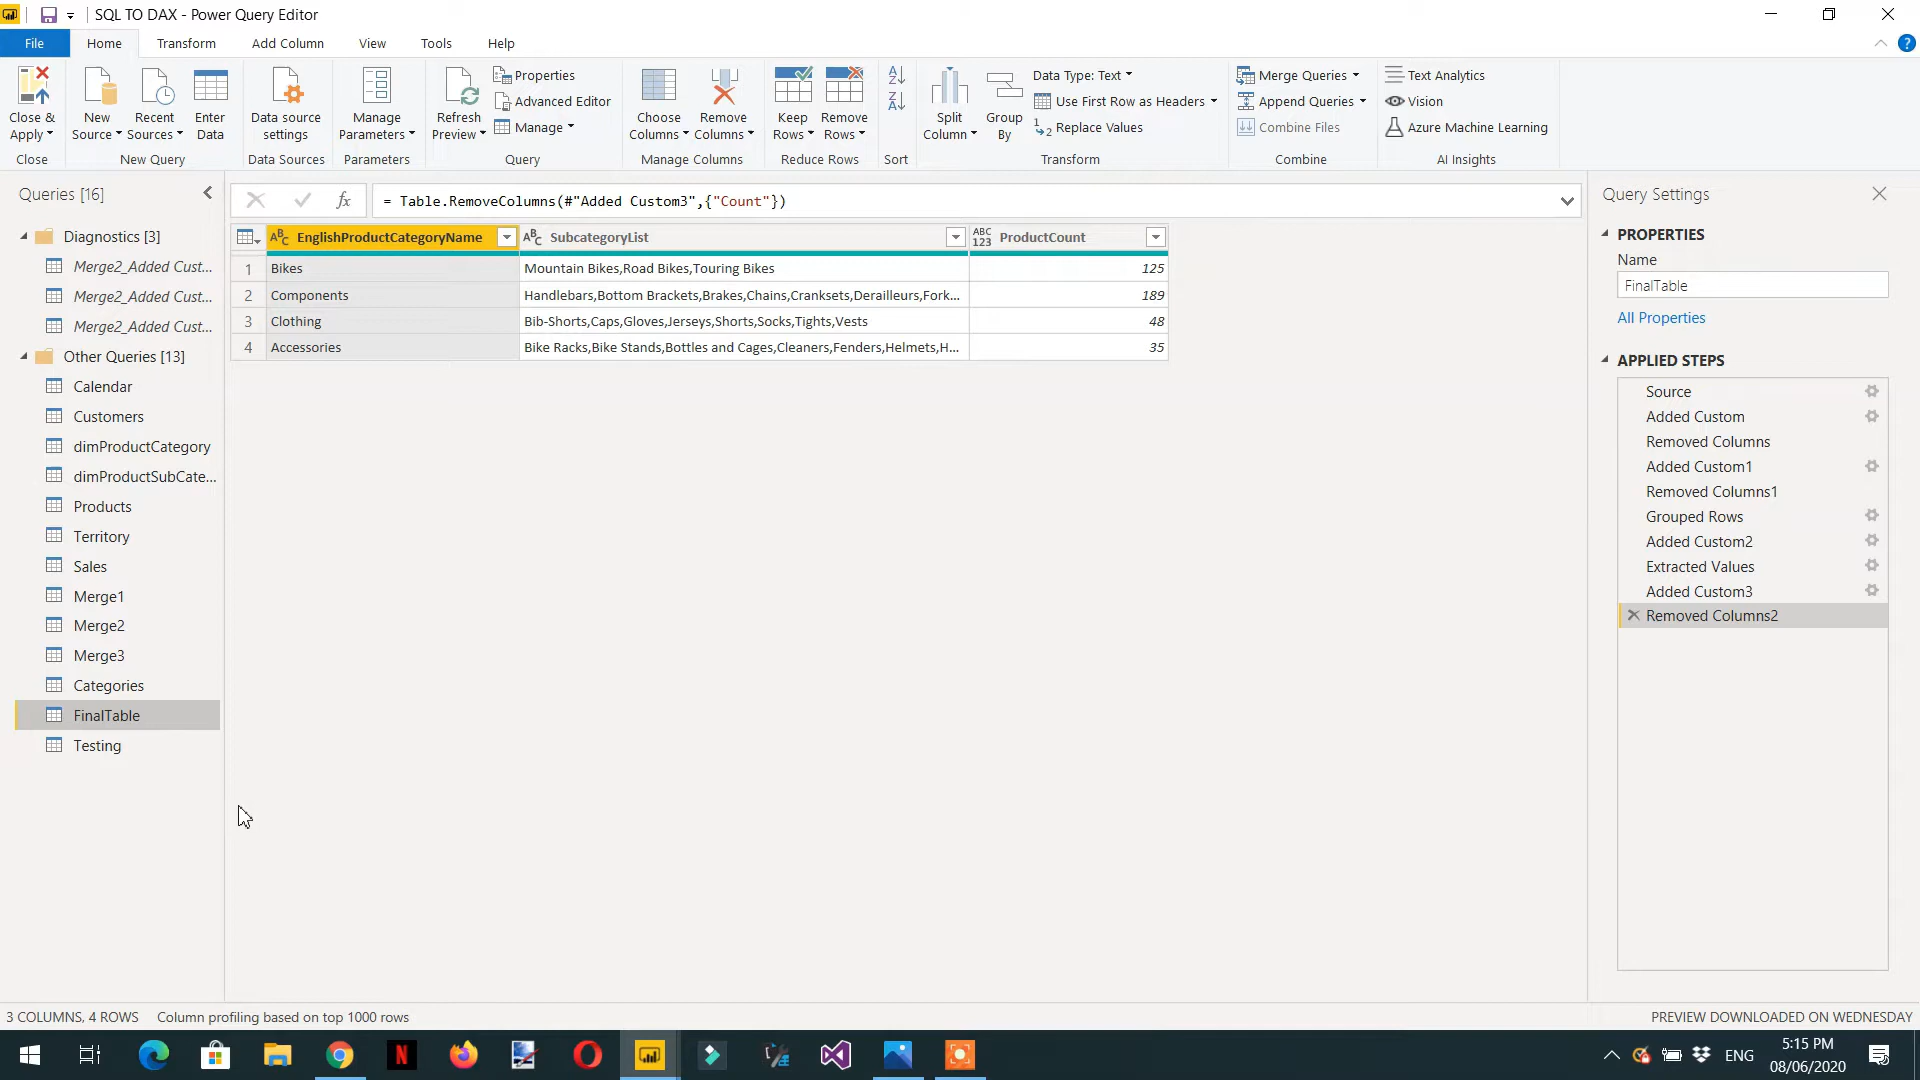 SQL TO DAX - Power Query Editor
File Home Transform Add Column View Tools Help
Close & Apply
Close
New Source
Recent Sources
Enter Data
New Query
Data source settings
Data Sources
Manage Parameters
Parameters
Refresh Preview
Properties
Advanced Editor
Manage
Query
Choose Columns
Remove Columns
Manage Columns
Keep Rows
Remove Rows
Reduce Rows
Sort
Split Column
Group By
Data Type: Text
Use First Row as Headers
Replace Values
Transform
Merge Queries
Append Queries
Combine Files
Combine
Text Analytics
Vision
Azure Machine Learning
AI Insights
Queries [16]
Diagnostics [3]
Merge2_Added Cust...
Merge2_Added Cust...
Merge2_Added Cust...
Other Queries [13]
Calendar
Customers
dimProductCategory
dimProductSubCate...
Products
Territory
Sales
Merge1
Merge2
Merge3
Categories
FinalTable
Testing
fx = Table.RemoveColumns(#"Added Custom3",{"Count"})
EnglishProductCategoryName SubcategoryList ABC 123 ProductCount
1 Bikes Mountain Bikes,Road Bikes,Touring Bikes 125
2 Components Handlebars,Bottom Brackets,Brakes,Chains,Cranksets,Derailleurs,Fork... 189
3 Clothing Bib-Shorts,Caps,Gloves,Jerseys,Shorts,Socks,Tights,Vests 48
4 Accessories Bike Racks,Bike Stands,Bottles and Cages,Cleaners,Fenders,Helmets,H... 35
Query Settings
PROPERTIES
Name
FinalTable
All Properties
APPLIED STEPS
Source
Added Custom
Removed Columns
Added Custom1
Removed Columns1
Grouped Rows
Added Custom2
Extracted Values
Added Custom3
Removed Columns2
3 COLUMNS, 4 ROWS Column profiling based on top 1000 rows
PREVIEW DOWNLOADED ON WEDNESDAY
ENG
5:15 PM
08/06/2020